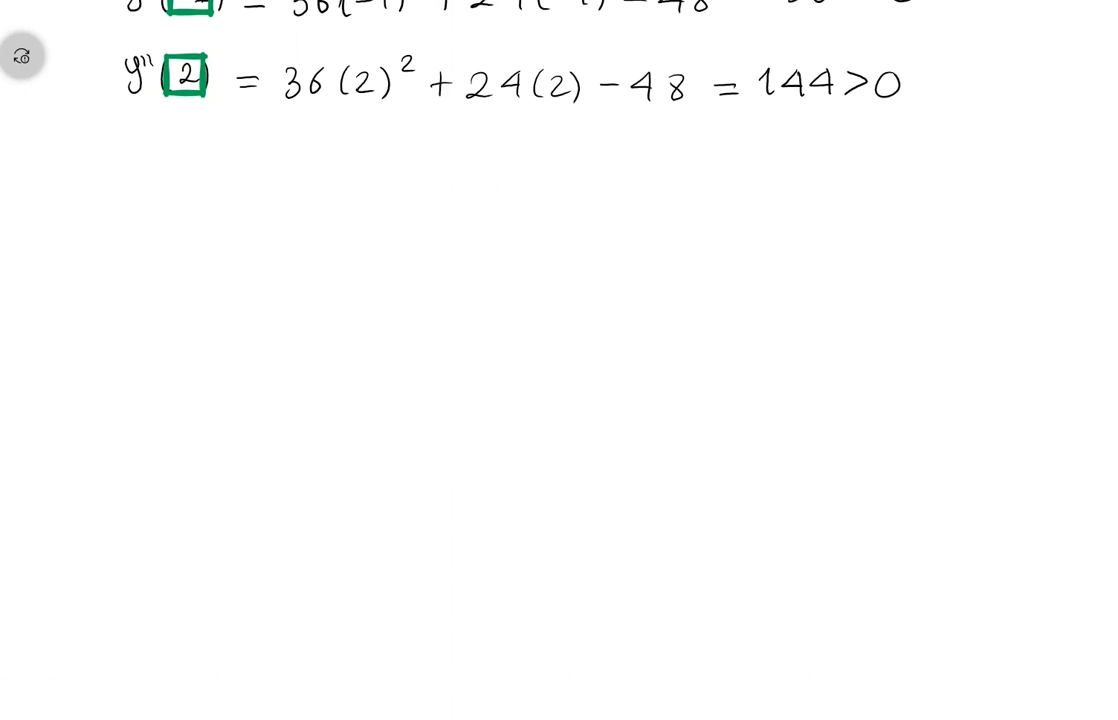 y''(2) = 36(2)² + 24(2) - 48 = 144 > 0